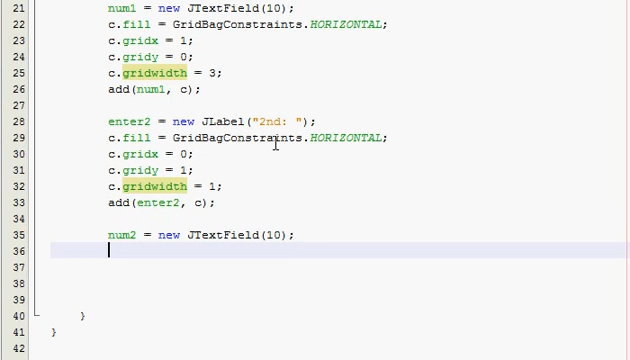 21 num1 = new JTextField(10);
22 c.fill = GridBagConstraints.HORIZONTAL;
23 c.gridx = 1;
24 c.gridy = 0;
25 c.gridwidth = 3;
26 add(num1, c);
27
28 enter2 = new JLabel("2nd: ");
29 c.fill = GridBagConstraints.HORIZONTAL;
30 c.gridx = 0;
31 c.gridy = 1;
32 c.gridwidth = 1;
33 add(enter2, c);
34
35 num2 = new JTextField(10);
36
37
38
39
40 }
41 }
42